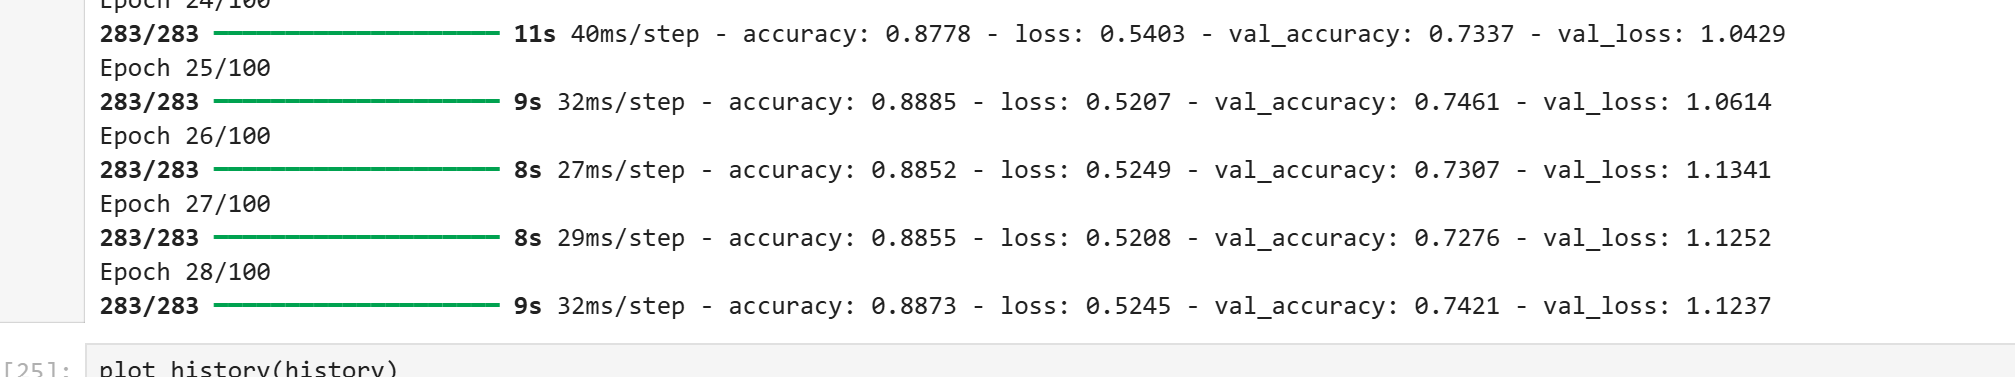 Epoch 24/100
283/283 11s 40ms/step - accuracy: 0.8778 - loss: 0.5403 - val_accuracy: 0.7337 - val_loss: 1.0429
Epoch 25/100
283/283 9s 32ms/step - accuracy: 0.8885 - loss: 0.5207 - val_accuracy: 0.7461 - val_loss: 1.0614
Epoch 26/100
283/283 8s 27ms/step - accuracy: 0.8852 - loss: 0.5249 - val_accuracy: 0.7307 - val_loss: 1.1341
Epoch 27/100
283/283 8s 29ms/step - accuracy: 0.8855 - loss: 0.5208 - val_accuracy: 0.7276 - val_loss: 1.1252
Epoch 28/100
283/283 9s 32ms/step - accuracy: 0.8873 - loss: 0.5245 - val_accuracy: 0.7421 - val_loss: 1.1237
[25]: plot_history(history)